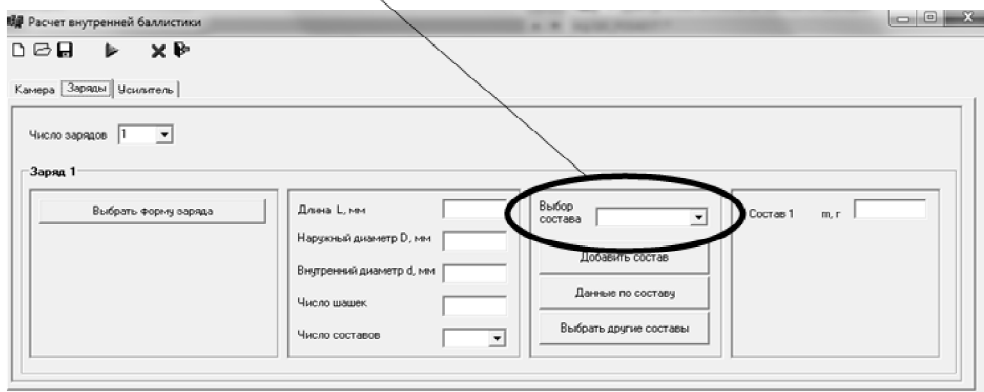 Расчет внутренней баллистики
Камера Заряды Усилитель
Число зарядов 1
Заряд 1
Выбрать форму заряда
Длина L, мм
Наружный диаметр D, мм
Внутренний диаметр d, мм
Число шашек
Число составов
Выбор
состава
Добавить состав
Данные по составу
Выбрать другие составы
Состав 1 m, г